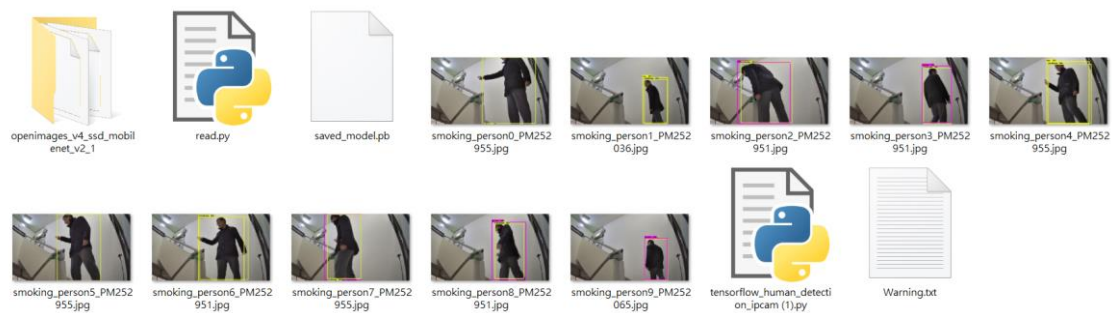 openimages_v4_ssd_mobil
enet_v2_1
read.py
saved_model.pb
smoking_person0_PM252
955.jpg
smoking_person1_PM252
036.jpg
smoking_person2_PM252
951.jpg
smoking_person3_PM252
951.jpg
smoking_person4_PM252
955.jpg
smoking_person5_PM252
955.jpg
smoking_person6_PM252
951.jpg
smoking_person7_PM252
955.jpg
smoking_person8_PM252
951.jpg
smoking_person9_PM252
065.jpg
tensorflow_human_detecti
on_ipcam (1).py
Warning.txt